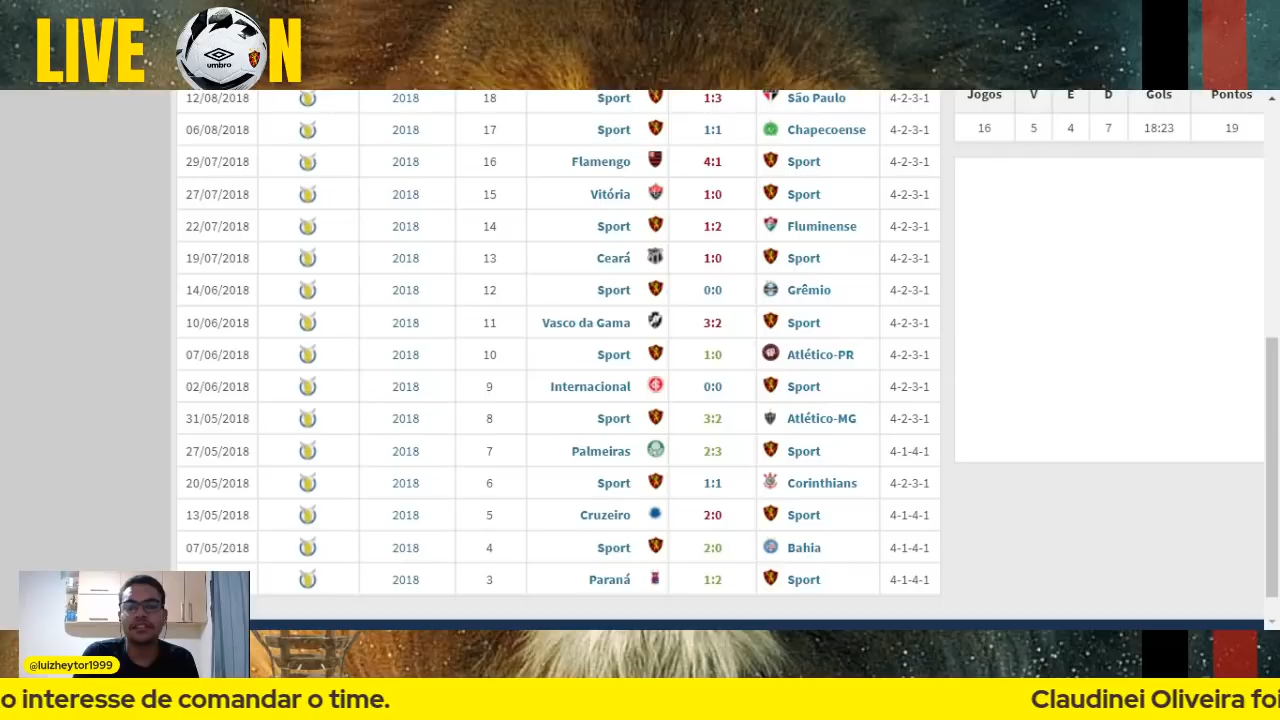 LIVE ON
umbro
12/08/2018 2018 18 Sport 1:3 São Paulo 4-2-3-1
06/08/2018 2018 17 Sport 1:1 Chapecoense 4-2-3-1
29/07/2018 2018 16 Flamengo 4:1 Sport 4-2-3-1
27/07/2018 2018 15 Vitória 1:0 Sport 4-2-3-1
22/07/2018 2018 14 Sport 1:2 Fluminense 4-2-3-1
19/07/2018 2018 13 Ceará 1:0 Sport 4-2-3-1
14/06/2018 2018 12 Sport 0:0 Grêmio 4-2-3-1
10/06/2018 2018 11 Vasco da Gama 3:2 Sport 4-2-3-1
07/06/2018 2018 10 Sport 1:0 Atlético-PR 4-2-3-1
02/06/2018 2018 9 Internacional 0:0 Sport 4-2-3-1
31/05/2018 2018 8 Sport 3:2 Atlético-MG 4-2-3-1
27/05/2018 2018 7 Palmeiras 2:3 Sport 4-1-4-1
20/05/2018 2018 6 Sport 1:1 Corinthians 4-2-3-1
13/05/2018 2018 5 Cruzeiro 2:0 Sport 4-1-4-1
07/05/2018 2018 4 Sport 2:0 Bahia 4-1-4-1
2018 3 Paraná 1:2 Sport 4-1-4-1
Jogos V E D Gols Pontos
16 5 4 7 18:23 19
@luizheytor1999
o interesse de comandar o time. Claudinei Oliveira foi